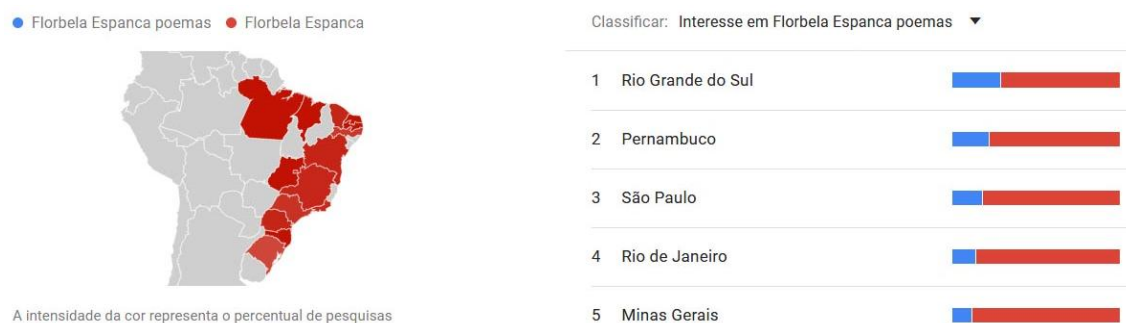 Florbela Espanca poemas Florbela Espanca
A intensidade da cor representa o percentual de pesquisas
Classificar: Interesse em Florbela Espanca poemas
1 Rio Grande do Sul
2 Pernambuco
3 São Paulo
4 Rio de Janeiro
5 Minas Gerais